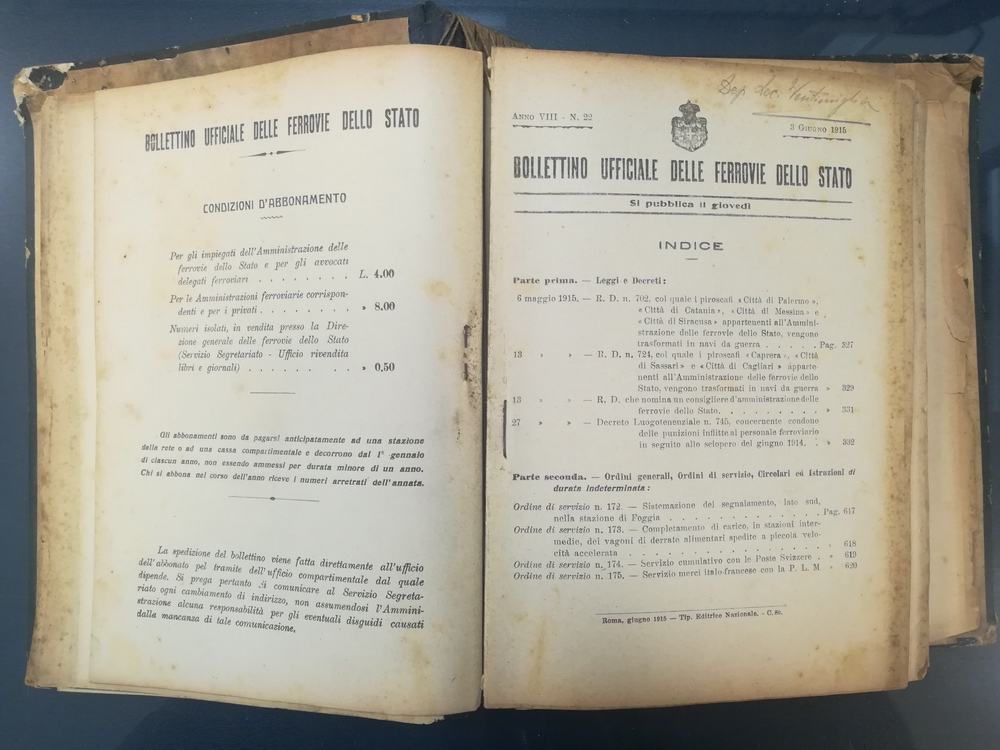 BOLLETTINO UFFICIALE DELLE FERROVIE DELLO STATO
CONDIZIONI D'ABBONAMENTO
Per gli impiegati dell'Amministrazione delle
ferrovie dello Stato e per gli avvocati
delegati ferroviari . . . . . . . . L. 4.00
Per le Amministrazioni ferroviarie corrispon-
denti e per i privati . . . . . . . . » 8.00
Numeri isolati, in vendita presso la Dire-
zione generale delle ferrovie dello Stato
(Servizio Segretariato - Ufficio rivendita
libri e giornali) . . . . . . . . » 0,50
Gli abbonamenti sono da pagarsi anticipatamente ad una stazione
della rete o ad una cassa compartimentale e decorrono dal 1° gennaio
di ciascun anno, non essendo ammessi per durata minore di un anno.
Chi si abbona nel corso dell'anno riceve i numeri arretrati dell'annata.
La spedizione del bollettino viene fatta direttamente all'ufficio
dell'abbonato pel tramite dell'ufficio compartimentale dal quale
dipende. Si prega pertanto di comunicare al Servizio Segreta-
riato ogni cambiamento di indirizzo, non assumendosi l'Ammini-
strazione alcuna responsabilità per gli eventuali disguidi causati
dalla mancanza di tale comunicazione.
Dep. Loc. Ventimiglia
ANNO VIII - N. 22
3 GIUGNO 1915
BOLLETTINO UFFICIALE DELLE FERROVIE DELLO STATO
Si pubblica il giovedì
INDICE
Parte prima. — Leggi e Decreti:
6 maggio 1915. — R. D. n. 702, col quale i piroscafi «Città di Palermo»,
«Città di Catania», «Città di Messina» e
«Città di Siracusa» appartenenti all'Ammini-
strazione delle ferrovie dello Stato, vengono
trasformati in navi da guerra . . . . . Pag. 327
13 » » — R. D. n. 724, col quale i piroscafi «Caprera», «Città
di Sassari» e «Città di Cagliari» apparte-
nenti all'Amministrazione delle ferrovie dello
Stato, vengono trasformati in navi da guerra » 329
13 » » — R. D. che nomina un consigliere d'amministrazione delle
ferrovie dello Stato. . . . . . . . . » 331
27 » » — Decreto Luogotenenziale n. 745, concernente condono
delle punizioni inflitte al personale ferroviario
in seguito allo sciopero del giugno 1914. . » 332
Parte seconda. — Ordini generali, Ordini di servizio, Circolari ed Istruzioni di
durata indeterminata:
Ordine di servizio n. 172. — Sistemazione del segnalamento, lato sud,
nella stazione di Foggia . . . . . . . . . . Pag. 617
Ordine di servizio n. 173. — Completamento di carico, in stazioni inter-
medie, dei vagoni di derrate alimentari spedite a piccola velo-
cità accelerata . . . . . . . . . . » 618
Ordine di servizio n. 174. — Servizio cumulativo con le Poste Svizzere . . » 619
Ordine di servizio n. 175. — Servizio merci italo-francese con la P. L. M » 620
Roma, giugno 1915 — Tip. Editrice Nazionale. - C. 80.